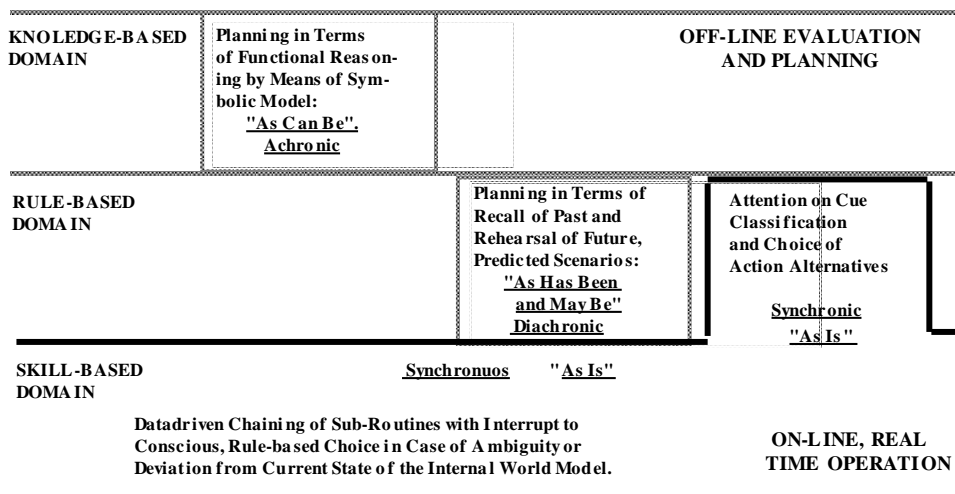 KNOLEDGE-BASED
DOMAIN
Planning in Terms
of Functional Reason-
ing by Means of Sym-
bolic Model:
"As Can Be".
Achronic
OFF-LINE EVALUATION
AND PLANNING
RULE-BASED
DOMAIN
Planning in Terms of
Recall of Past and
Rehearsal of Future,
Predicted Scenarios:
"As Has Been
and May Be"
Diachronic
Attention on Cue
Classification
and Choice of
Action Alternatives
Synchronic
"As Is"
SKILL-BASED
DOMAIN
Synchronuos "As Is"
Datadriven Chaining of Sub-Routines with Interrupt to
Conscious, Rule-based Choice in Case of Ambiguity or
Deviation from Current State of the Internal World Model.
ON-LINE, REAL
TIME OPERATION